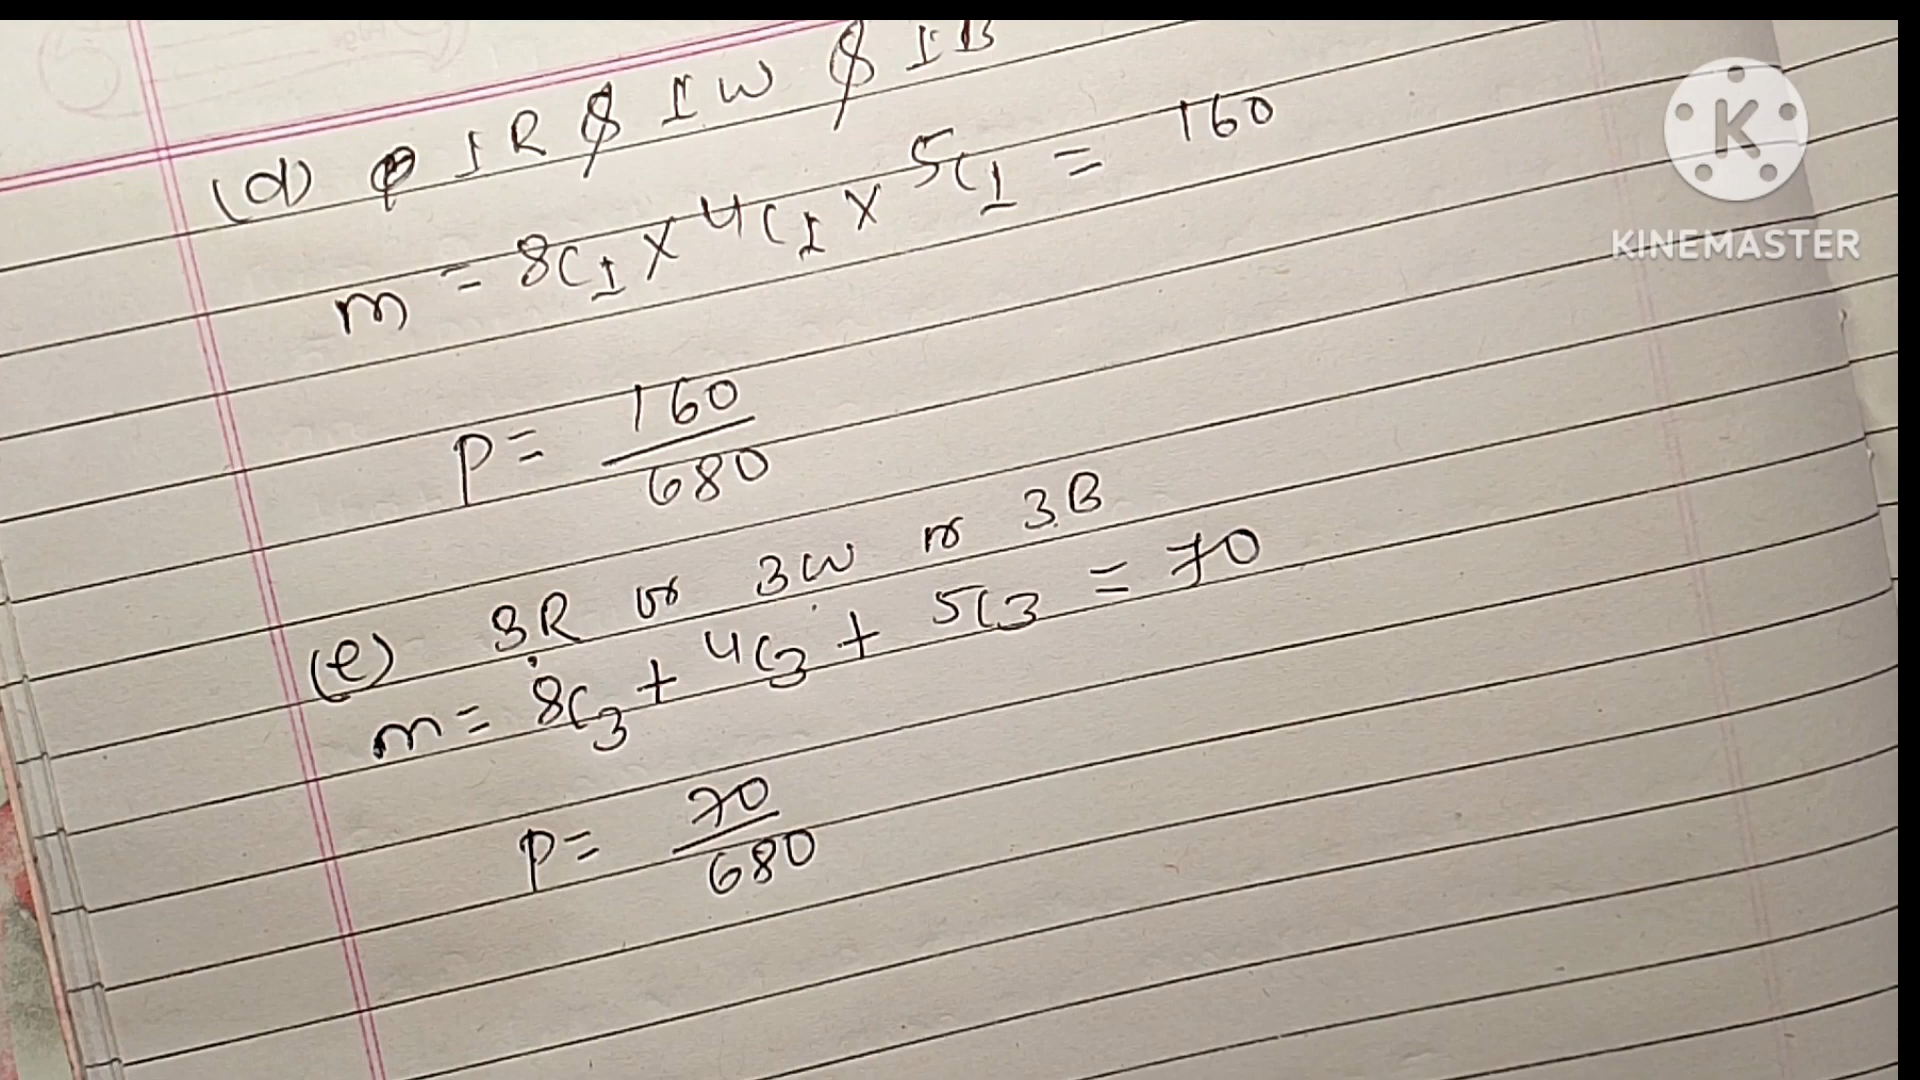 (d) 1R & 1W & 1B
m = 8C1 x 4C1 x 5C1 = 160
P = 160/680
(e) 3R or 3W or 3B
m = 8C3 + 4C3 + 5C3 = 70
P = 70/680
K
KINEMASTER